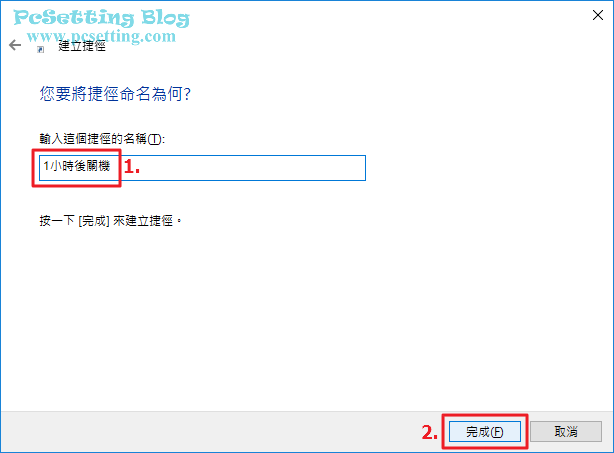 PcSetting Blog
www.pcsetting.com
建立捷徑
您要將捷徑命名為何?
輸入這個捷徑的名稱(T):
1小時後關機 1.
按一下 [完成] 來建立捷徑。
2. 完成(F) 取消